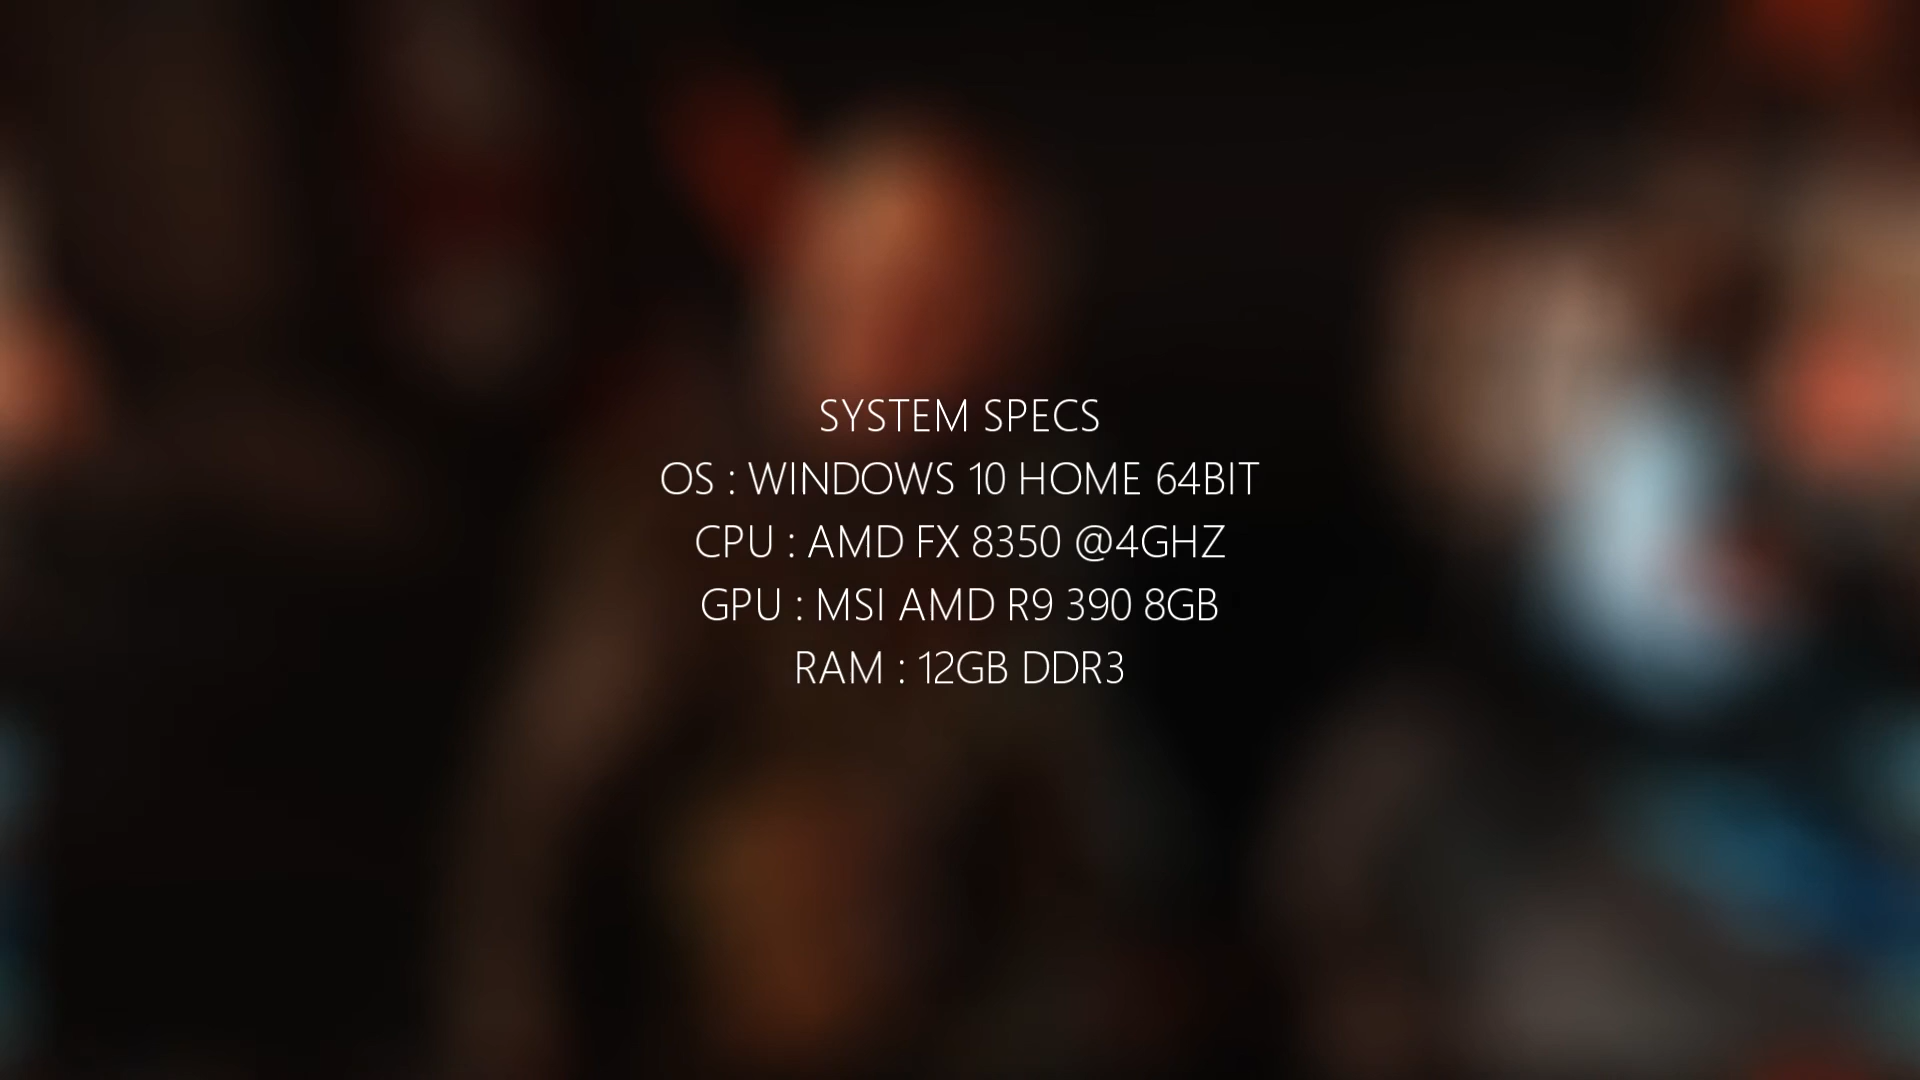 SYSTEM SPECS
OS : WINDOWS 10 HOME 64BIT
CPU : AMD FX 8350 @4GHZ
GPU : MSI AMD R9 390 8GB
RAM : 12GB DDR3